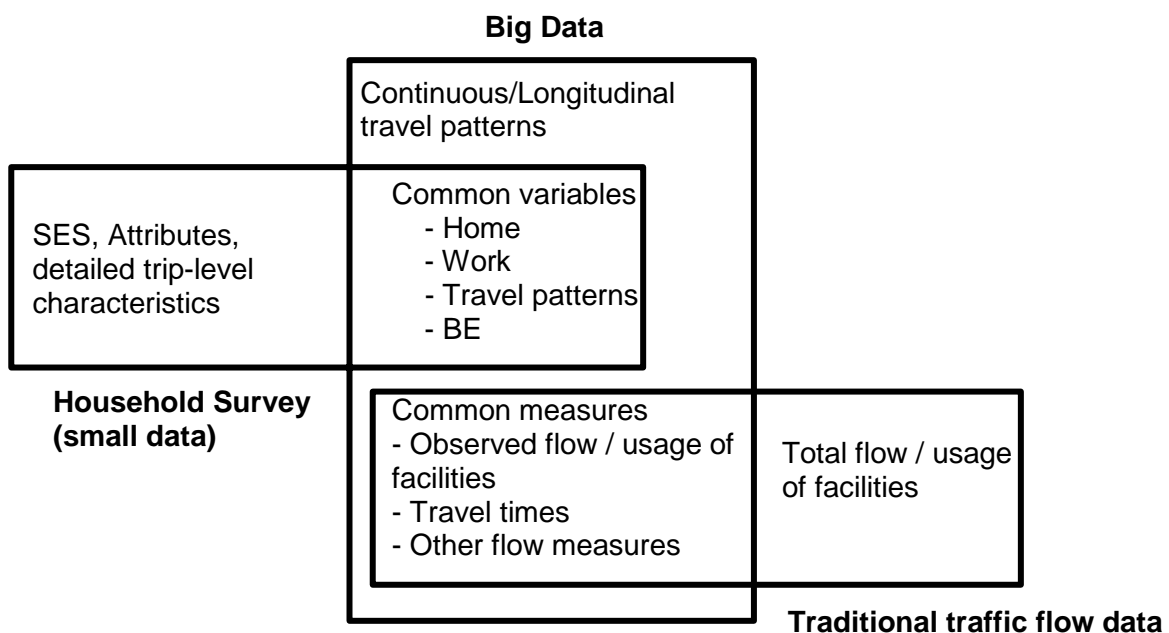 Big Data
Continuous/Longitudinal
travel patterns
SES, Attributes,
detailed trip-level
characteristics
Common variables
- Home
- Work
- Travel patterns
- BE
Household Survey
(small data)
Common measures
- Observed flow / usage of
facilities
- Travel times
- Other flow measures
Total flow / usage
of facilities
Traditional traffic flow data